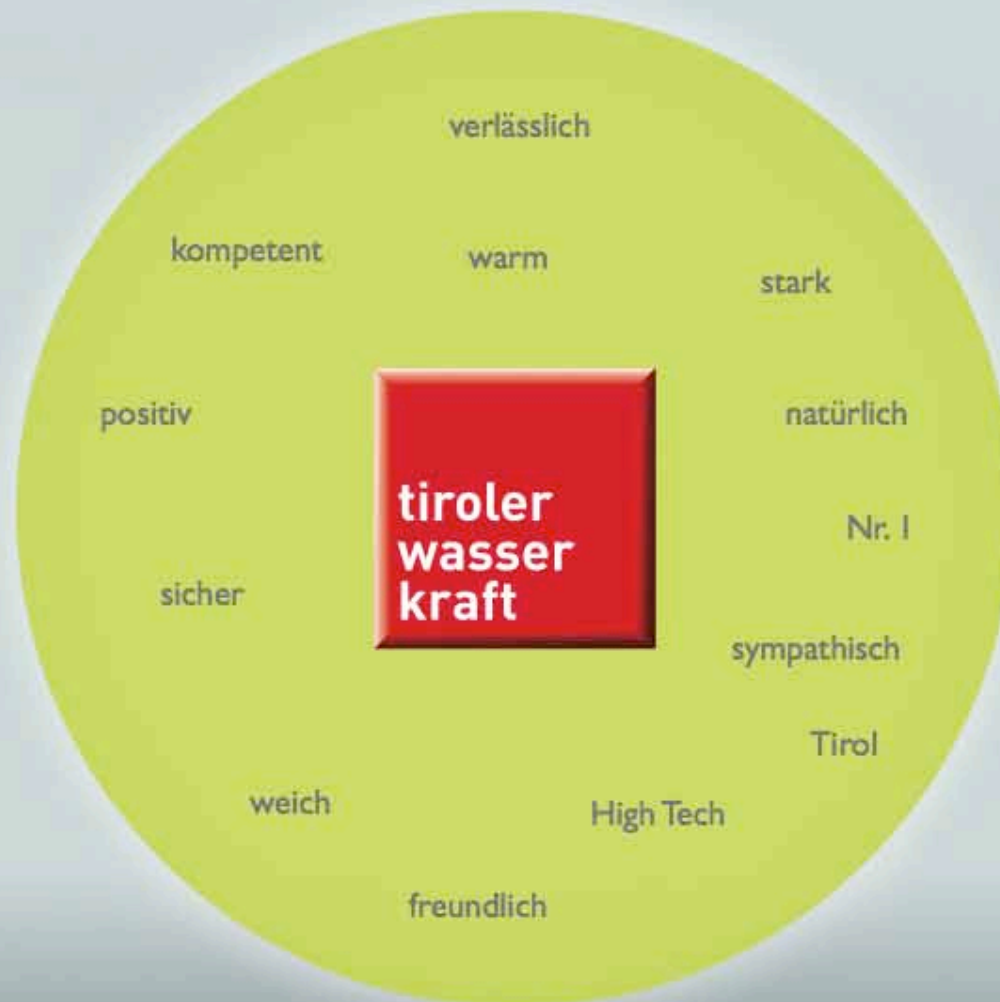 verlässlich
kompetent
warm
stark
positiv
natürlich
tiroler
wasser
kraft
Nr. 1
sicher
sympathisch
Tirol
weich
High Tech
freundlich